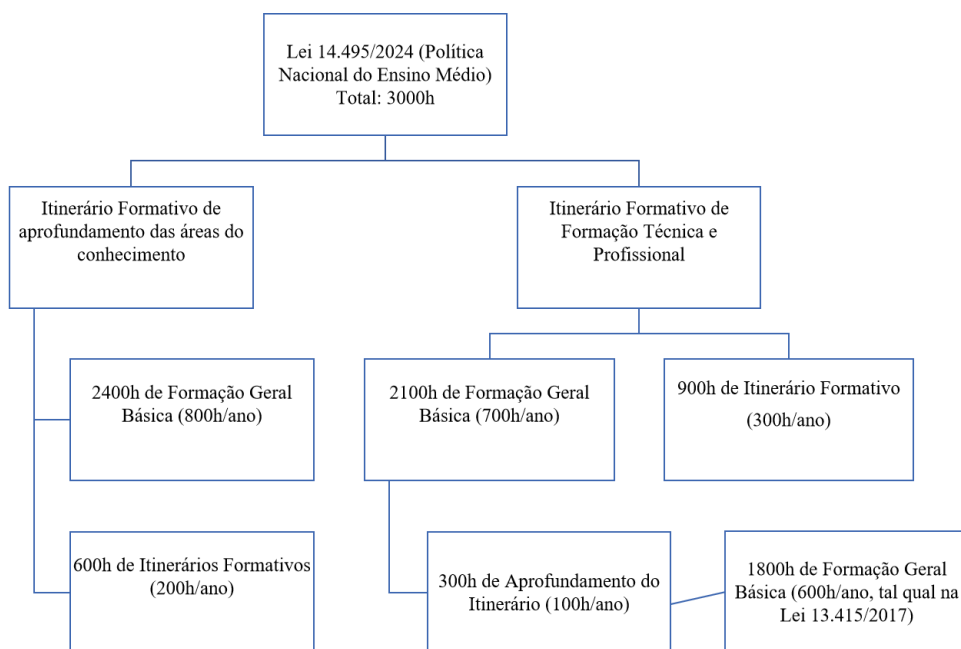 Lei 14.495/2024 (Política
Nacional do Ensino Médio)
Total: 3000h
Itinerário Formativo de
aprofundamento das áreas do
conhecimento
Itinerário Formativo de
Formação Técnica e
Profissional
2400h de Formação Geral
Básica (800h/ano)
2100h de Formação Geral
Básica (700h/ano)
900h de Itinerário Formativo
(300h/ano)
600h de Itinerários Formativos
(200h/ano)
300h de Aprofundamento do
Itinerário (100h/ano)
1800h de Formação Geral
Básica (600h/ano, tal qual na
Lei 13.415/2017)